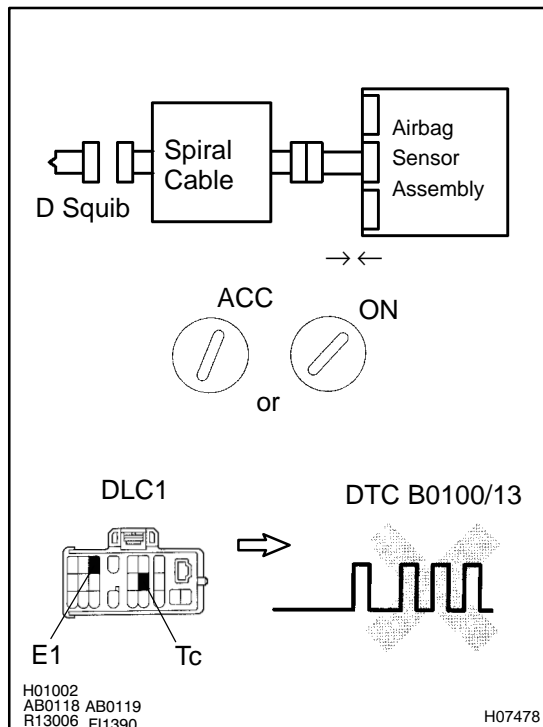 Airbag
Sensor
Assembly
Spiral
Cable
D Squib
ACC
ON
or
DLC1
DTC B0100/13
E1
Tc
H01002
AB0118 AB0119
R13006 FI1390
H07478